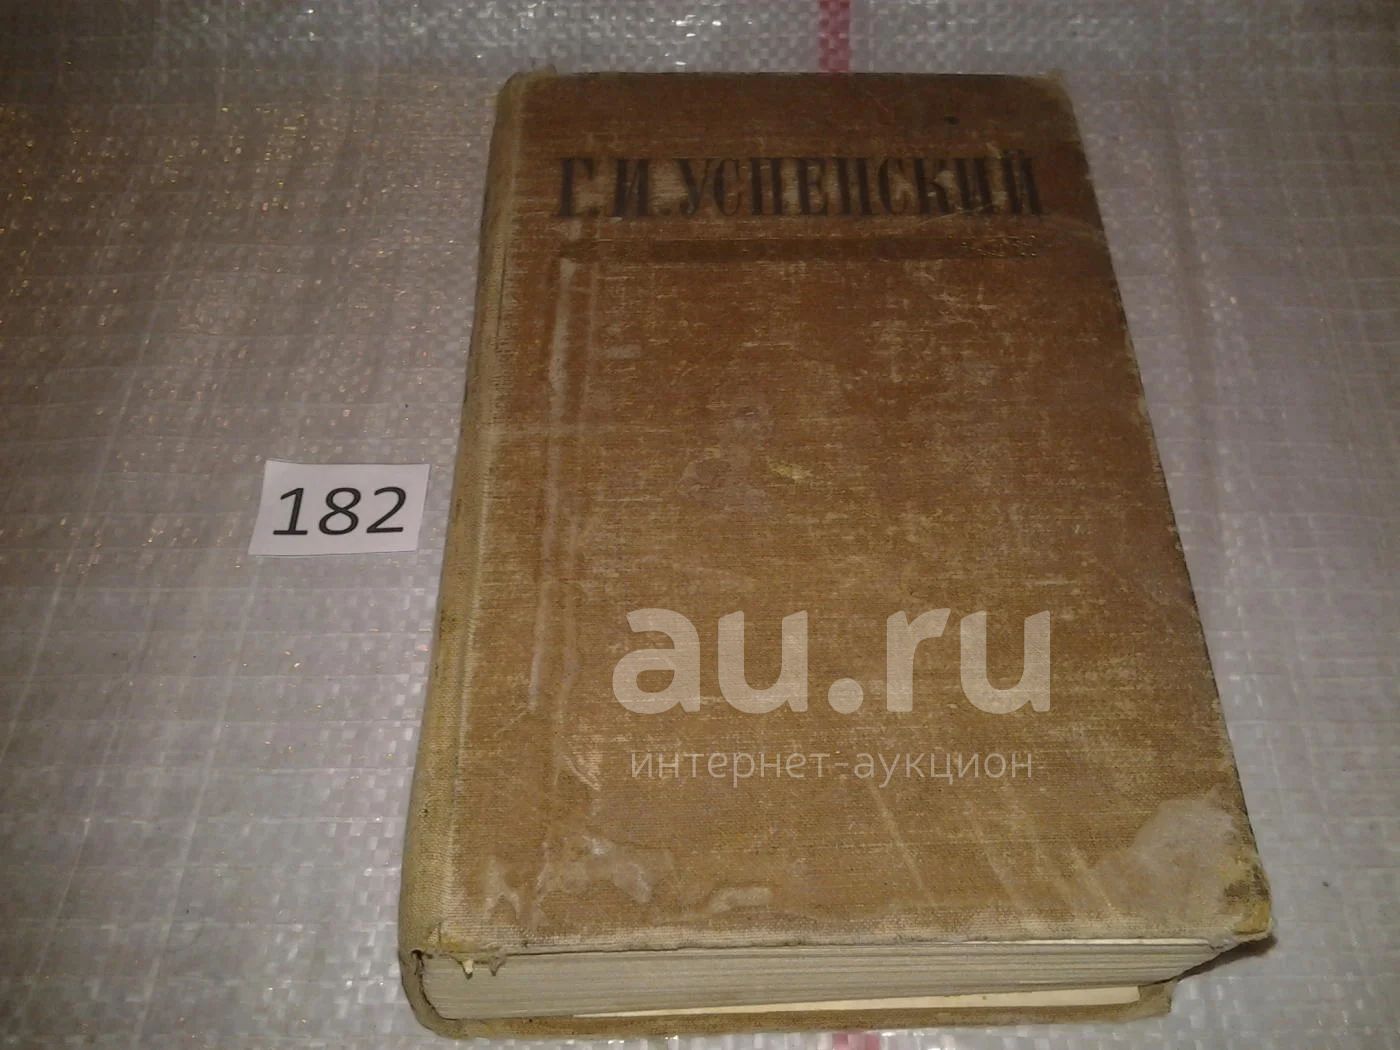 Г.И.УСПЕНСКИЙ
182
au.ru
интернет-аукцион